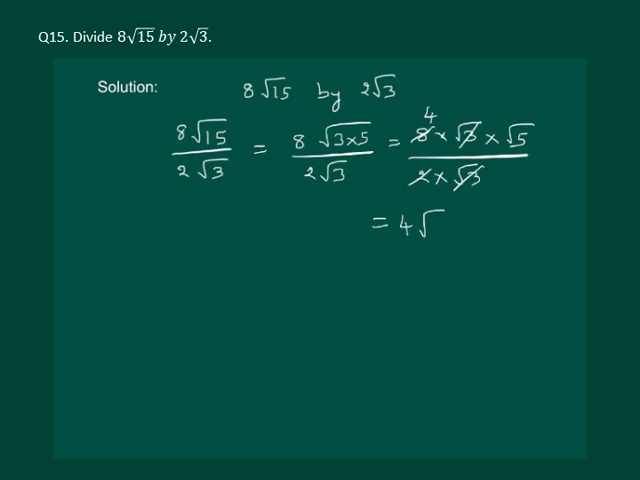 Q15. Divide 8√15 by 2√3.
Solution:
8√15 by 2√3
8√15 / 2√3 = 8 √3×5 / 2√3 = 4 8 × √3 × √5 / 2 × √3
= 4√